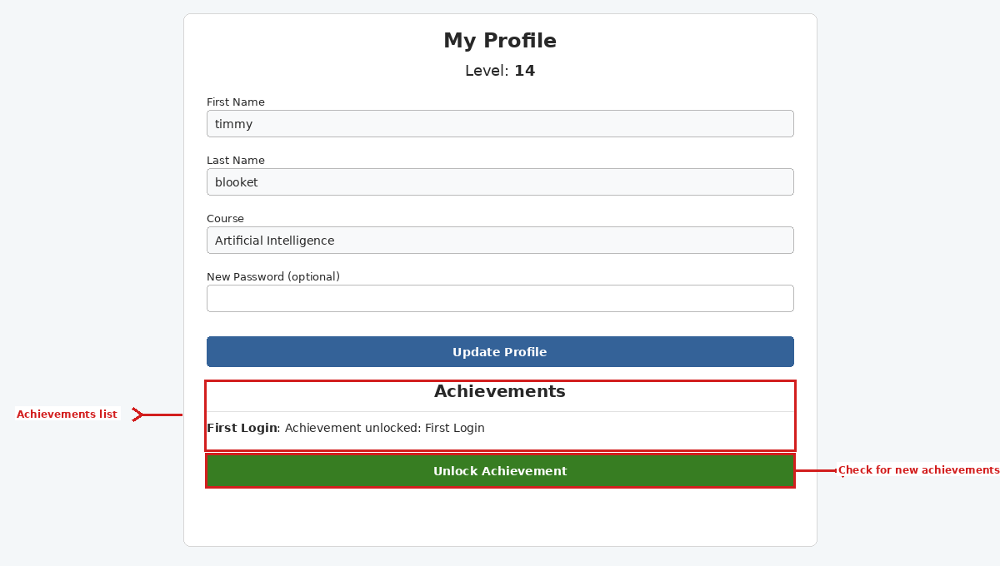 My Profile
Level: 14
First Name
timmy
Last Name
blooket
Course
Artificial Intelligence
New Password (optional)
Update Profile
Achievements
Achievements list
First Login: Achievement unlocked: First Login
Unlock Achievement
Check for new achievements